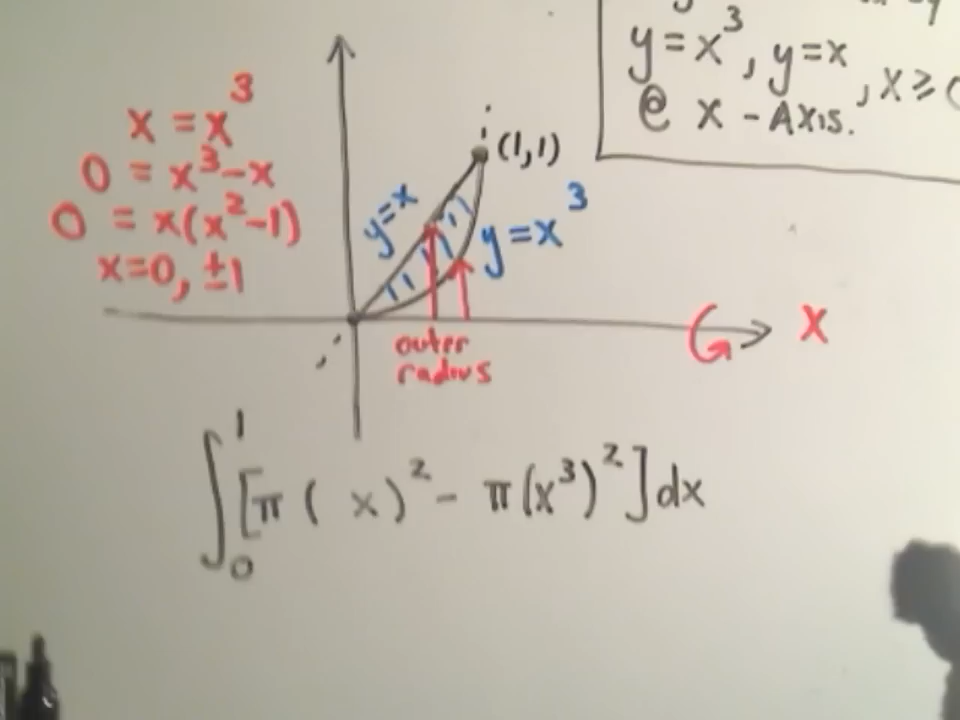 y=x³, y=x, x≥0
@ x - Axis.
x = x³
0 = x³-x
0 = x(x²-1)
x=0, ±1
(1,1)
y=x
y=x³
outer
radius
x
∫₀¹ [π( x )² - π(x³)²]dx